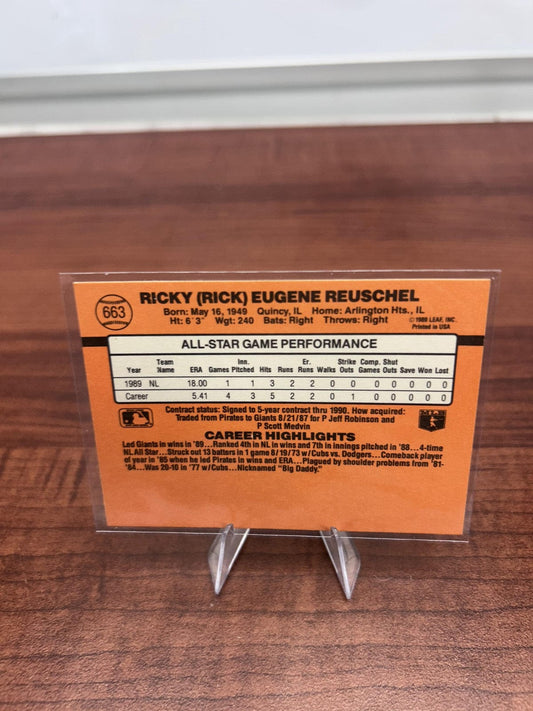 663
RICKY (RICK) EUGENE REUSCHEL
Born: May 16, 1949 Quincy, IL Home: Arlington Hts., IL
Ht: 6' 3" Wgt: 240 Bats: Right Throws: Right
© 1989 LEAF, INC.
Printed in USA
ALL-STAR GAME PERFORMANCE
Year Team Name ERA Games Inn. Pitched Hits Runs Er. Runs Walks Strike Outs Comp. Games Shut Outs Save Won Lost
1989 NL 18.00 1 1 3 2 2 0 0 0 0 0 0 0
Career 5.41 4 3 5 2 2 0 1 0 0 0 0 0
Contract status: Signed to 5-year contract thru 1990. How acquired:
Traded from Pirates to Giants 8/21/87 for P Jeff Robinson and
P Scott Medvin
CAREER HIGHLIGHTS
Led Giants in wins in '89...Ranked 4th in NL in wins and 7th in innings pitched in '88...4-time
NL All Star...Struck out 13 batters in 1 game 8/19/73 w/Cubs vs. Dodgers...Comeback player
of year in '85 when he led Pirates in wins and ERA...Plagued by shoulder problems from '81-
'84...Was 20-10 in '77 w/Cubs...Nicknamed "Big Daddy."